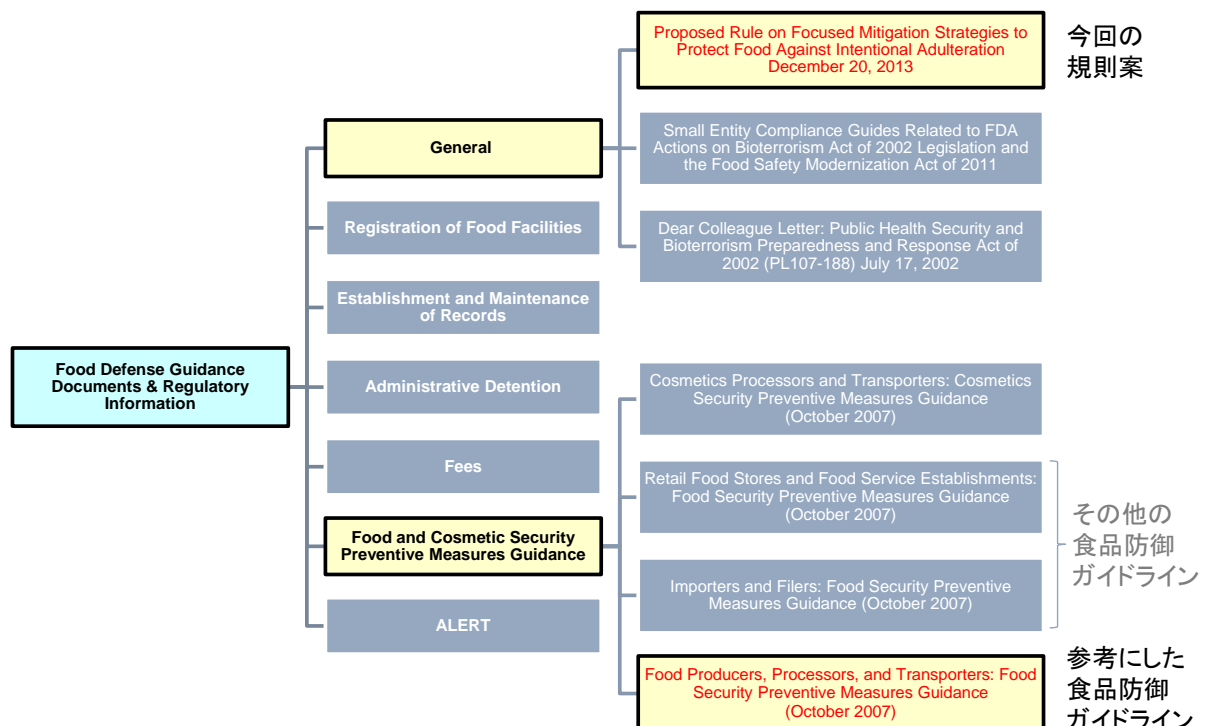 Proposed Rule on Focused Mitigation Strategies to
Protect Food Against Intentional Adulteration
December 20, 2013
今回の
規則案
General
Small Entity Compliance Guides Related to FDA
Actions on Bioterrorism Act of 2002 Legislation and
the Food Safety Modernization Act of 2011
Registration of Food Facilities
Dear Colleague Letter: Public Health Security and
Bioterrorism Preparedness and Response Act of
2002 (PL107-188) July 17, 2002
Establishment and Maintenance
of Records
Food Defense Guidance
Documents & Regulatory
Information
Administrative Detention
Cosmetics Processors and Transporters: Cosmetics
Security Preventive Measures Guidance
(October 2007)
Fees
Retail Food Stores and Food Service Establishments:
Food Security Preventive Measures Guidance
(October 2007)
その他の
食品防御
ガイドライン
Food and Cosmetic Security
Preventive Measures Guidance
Importers and Filers: Food Security Preventive
Measures Guidance (October 2007)
ALERT
Food Producers, Processors, and Transporters: Food
Security Preventive Measures Guidance
(October 2007)
参考にした
食品防御
ガイドライン